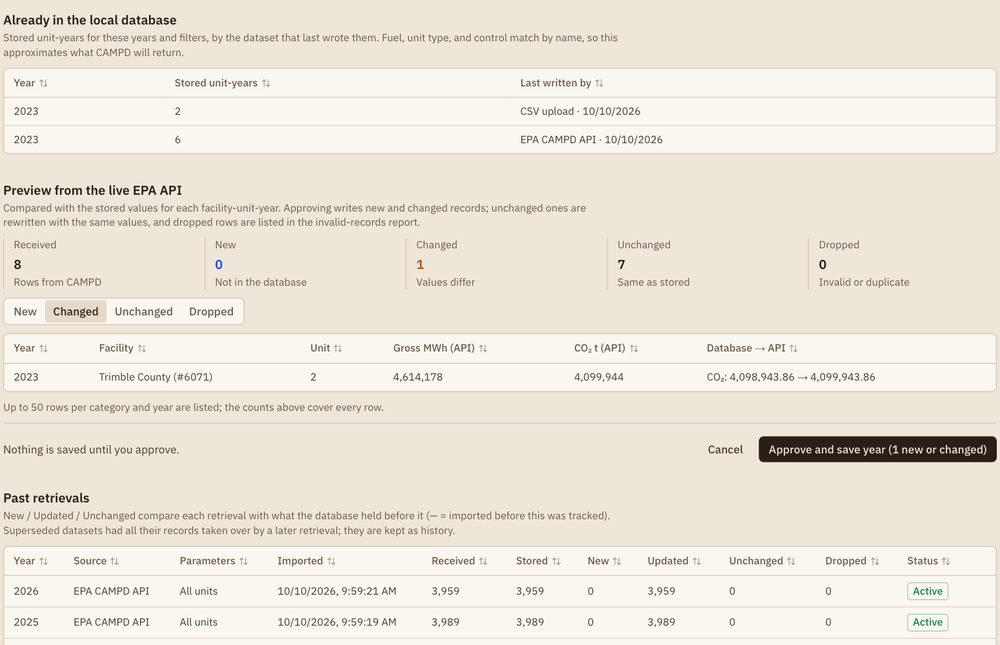 Already in the local database
Stored unit-years for these years and filters, by the dataset that last wrote them. Fuel, unit type, and control match by name, so this
approximates what CAMPD will return.
Year ↑↓ Stored unit-years ↑↓ Last written by ↑↓
2023 2 CSV upload · 10/10/2026
2023 6 EPA CAMPD API · 10/10/2026
Preview from the live EPA API
Compared with the stored values for each facility-unit-year. Approving writes new and changed records; unchanged ones are
rewritten with the same values, and dropped rows are listed in the invalid-records report.
Received New Changed Unchanged Dropped
8 0 1 7 0
Rows from CAMPD Not in the database Values differ Same as stored Invalid or duplicate
New Changed Unchanged Dropped
Year ↑↓ Facility ↑↓ Unit ↑↓ Gross MWh (API) ↑↓ CO₂ t (API) ↑↓ Database → API ↑↓
2023 Trimble County (#6071) 2 4,614,178 4,099,944 CO₂: 4,098,943.86 → 4,099,943.86
Up to 50 rows per category and year are listed; the counts above cover every row.
Nothing is saved until you approve. Cancel Approve and save year (1 new or changed)
Past retrievals
New / Updated / Unchanged compare each retrieval with what the database held before it (— = imported before this was tracked).
Superseded datasets had all their records taken over by a later retrieval; they are kept as history.
Year ↑↓ Source ↑↓ Parameters ↑↓ Imported ↑↓ Received ↑↓ Stored ↑↓ New ↑↓ Updated ↑↓ Unchanged ↑↓ Dropped ↑↓ Status ↑↓
2026 EPA CAMPD API All units 10/10/2026, 9:59:21 AM 3,959 3,959 0 3,959 0 0 Active
2025 EPA CAMPD API All units 10/10/2026, 9:59:19 AM 3,989 3,989 0 3,989 0 0 Active